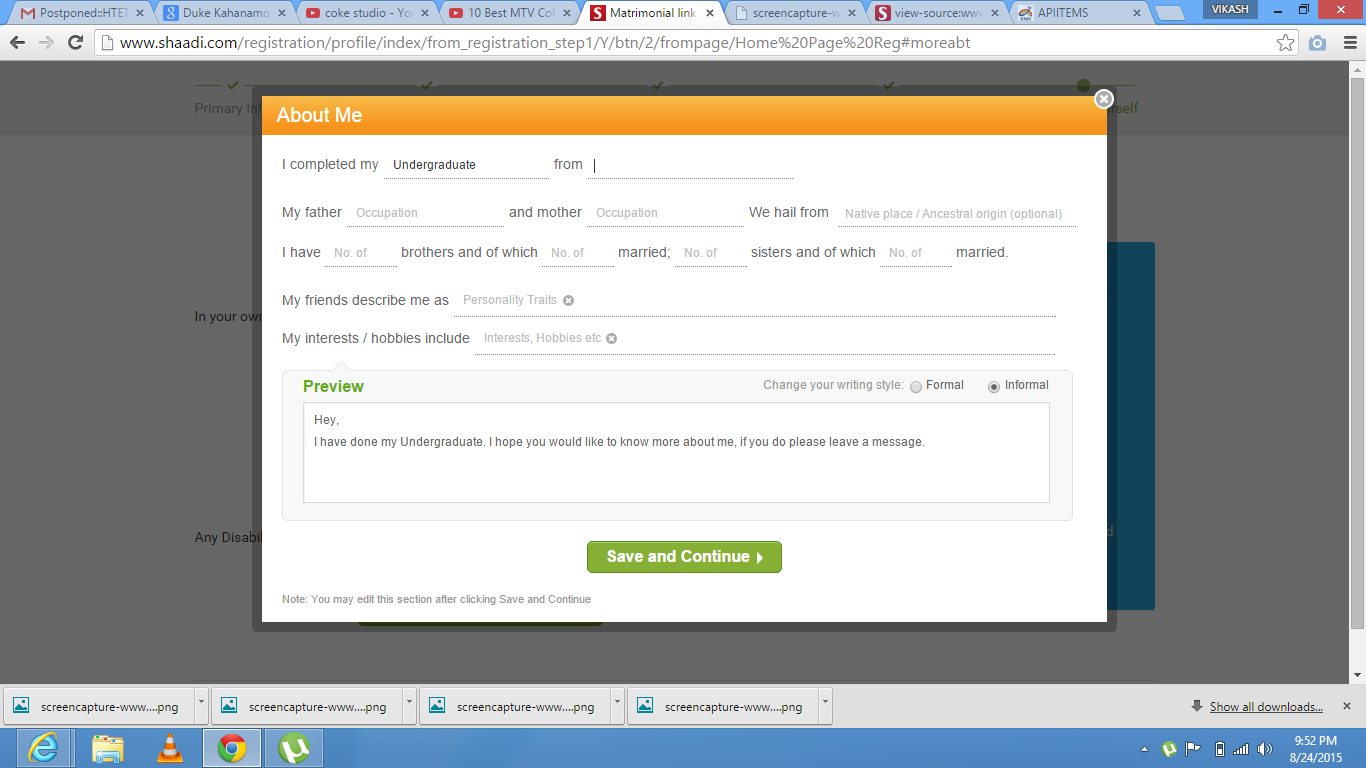 Postponed::HTET
Duke Kahanamo
coke studio - You
10 Best MTV Cok
Matrimonial link
screencapture-w
view-source:www
APIITEMS
VIKASH
www.shaadi.com/registration/profile/index/from_registration_step1/Y/btn/2/frompage/Home%20Page%20Reg#moreabt
Primary Inf
rself
About Me
I completed my Undergraduate from
My father Occupation and mother Occupation We hail from Native place / Ancestral origin (optional)
I have No. of brothers and of which No. of married; No. of sisters and of which No. of married.
My friends describe me as Personality Traits
In your own
My interests / hobbies include Interests, Hobbies etc
Preview Change your writing style: Formal Informal
Hey,
I have done my Undergraduate. I hope you would like to know more about me, if you do please leave a message.
Any Disabil
d
Save and Continue
Note: You may edit this section after clicking Save and Continue
screencapture-www....png screencapture-www....png screencapture-www....png screencapture-www....png Show all downloads...
9:52 PM
8/24/2015